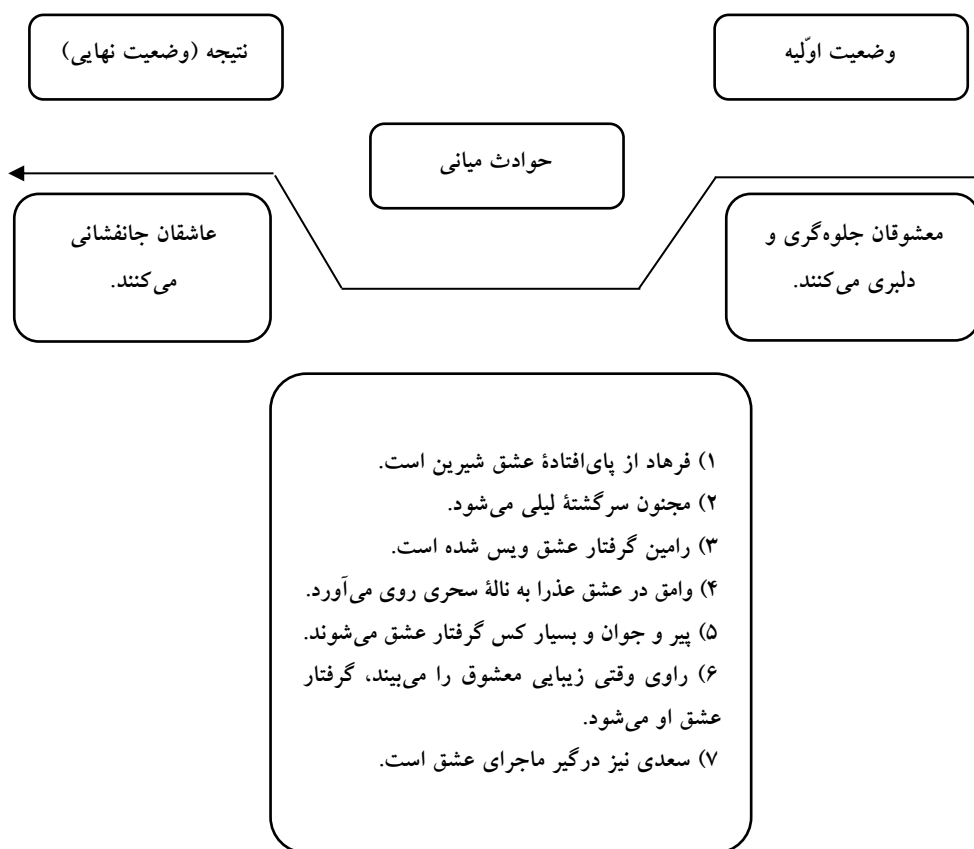 وضعیت اوّلیه
نتیجه (وضعیت نهایی)
حوادث میانی
معشوقان جلوه‌گری و
دلبری می‌کنند.
عاشقان جانفشانی
می‌کنند.
۱) فرهاد از پای‌افتادهٔ عشق شیرین است.
۲) مجنون سرگشتهٔ لیلی می‌شود.
۳) رامین گرفتار عشق ویس شده است.
۴) وامق در عشق عذرا به نالهٔ سحری روی می‌آورد.
۵) پیر و جوان و بسیار کس گرفتار عشق می‌شوند.
۶) راوی وقتی زیبایی معشوق را می‌بیند، گرفتار
عشق او می‌شود.
۷) سعدی نیز درگیر ماجرای عشق است.